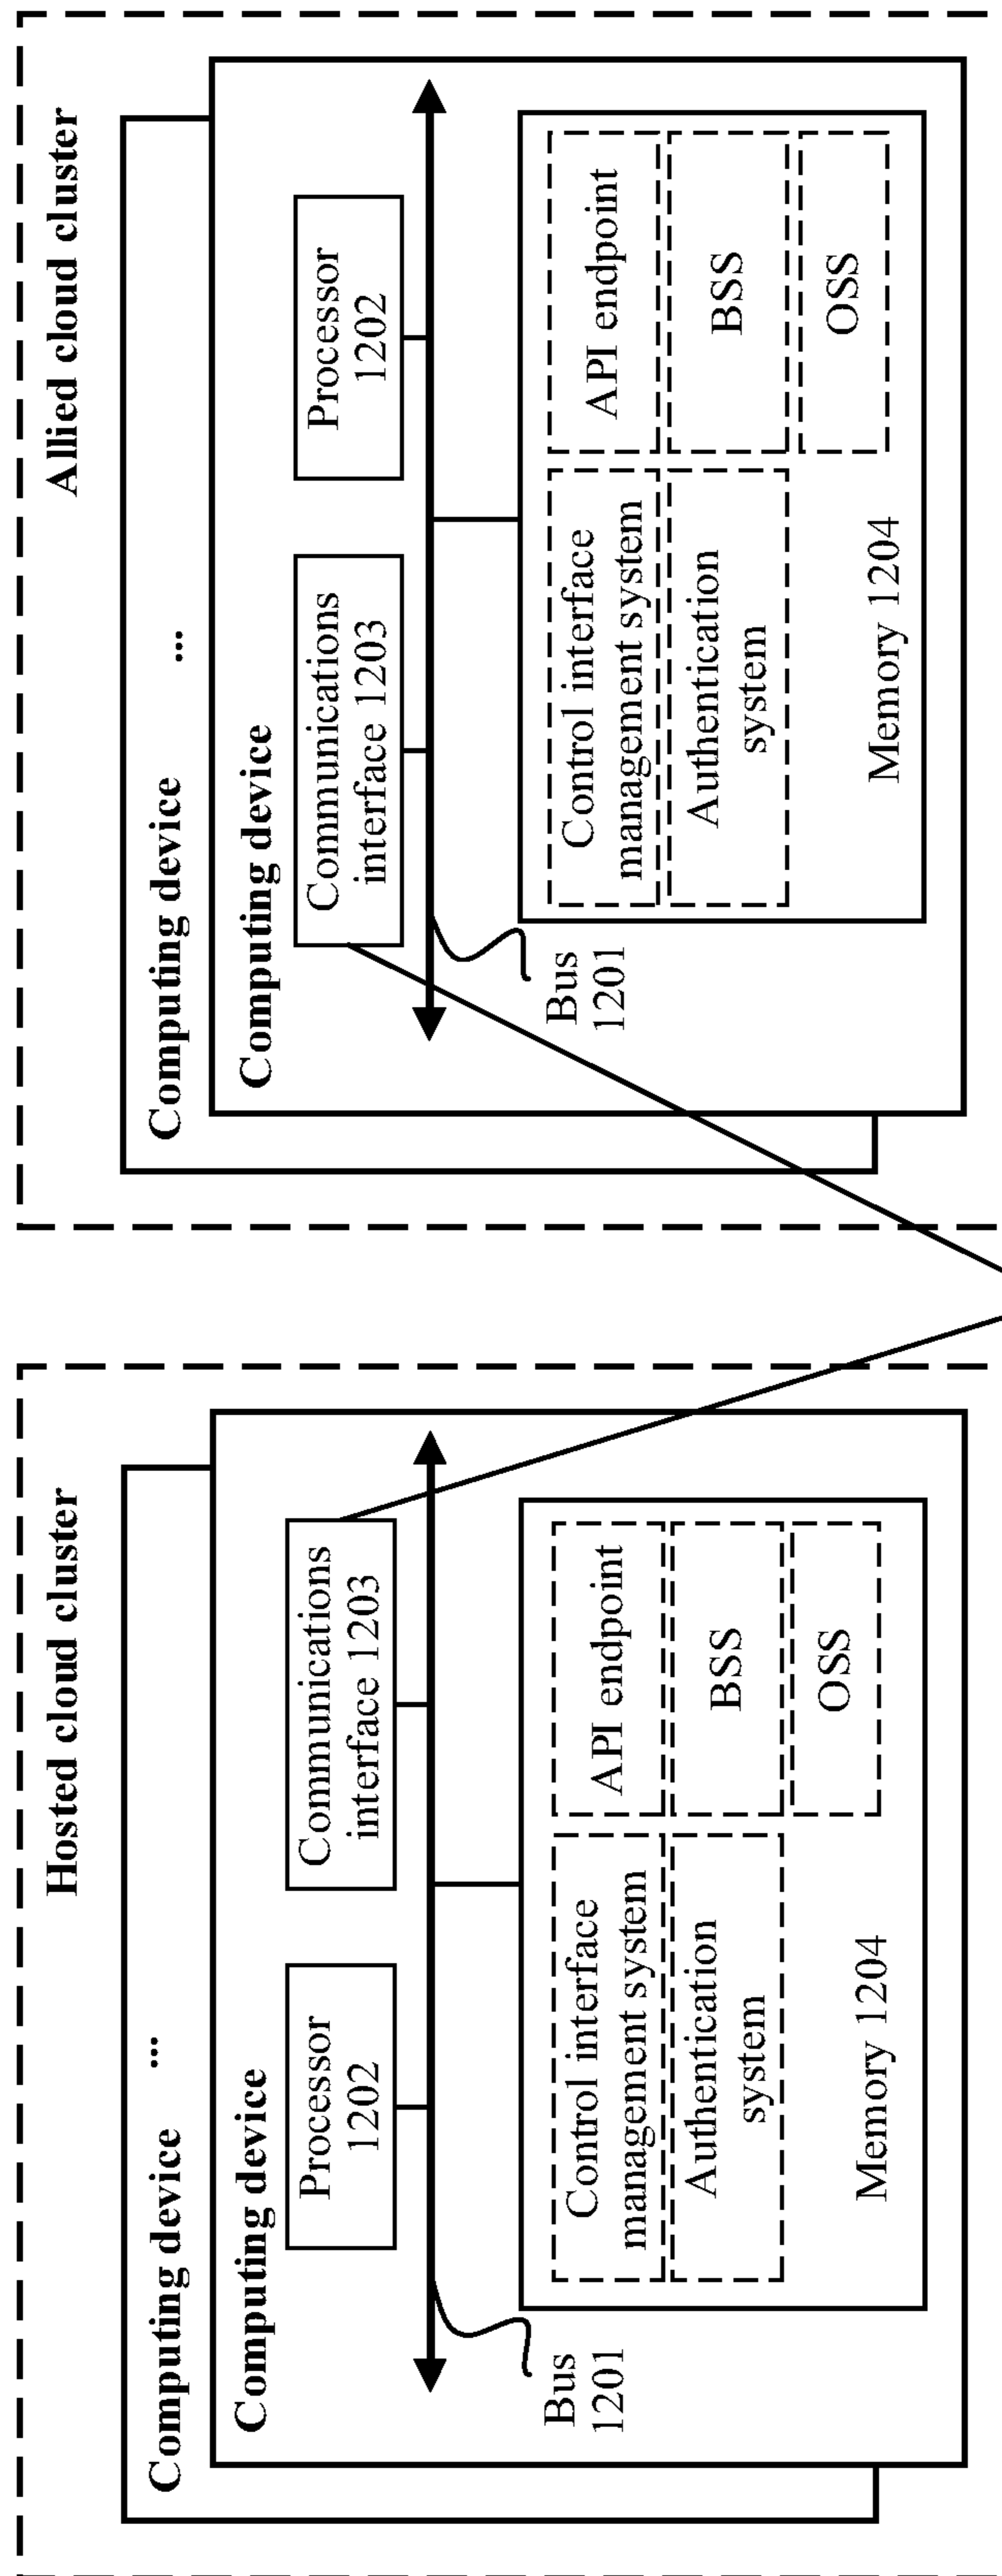 Hosted cloud cluster
Computing device
...
Computing device
Processor
1202
Communications
interface 1203
Bus
1201
Control interface
management system
API endpoint
Authentication
system
BSS
OSS
Memory 1204
Allied cloud cluster
Computing device
...
Computing device
Communications
interface 1203
Processor
1202
Bus
1201
Control interface
management system
API endpoint
Authentication
system
BSS
OSS
Memory 1204